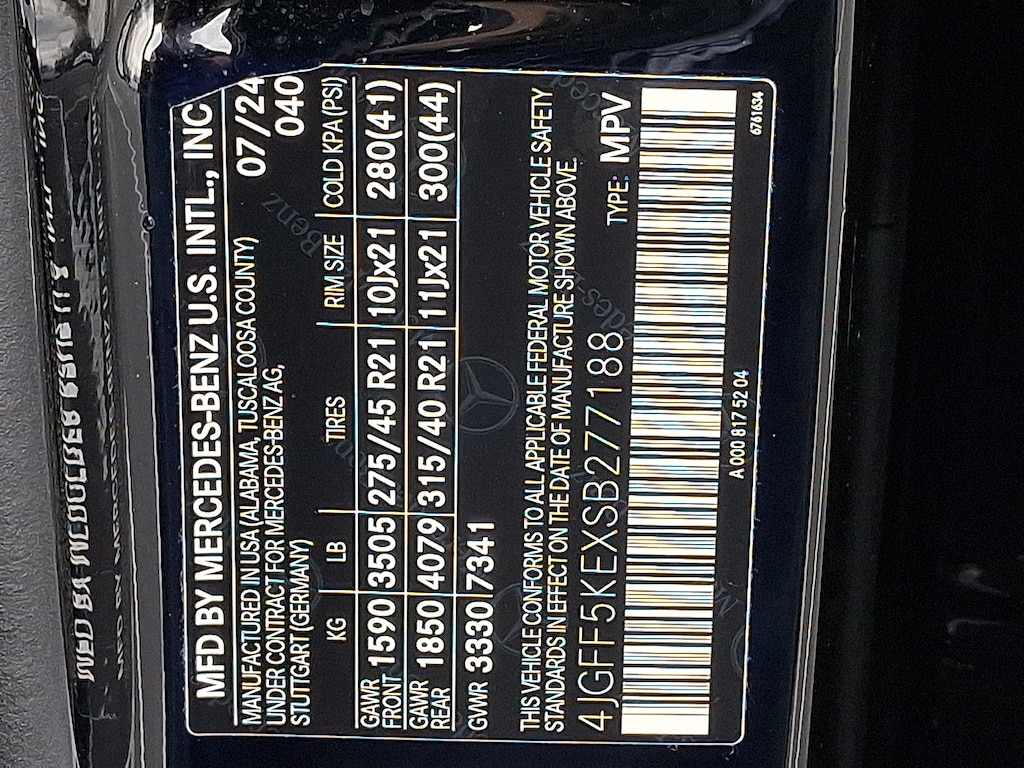 MFD BY MERCEDES-BENZ U.S. INTL., INC
MANUFACTURED IN USA (ALABAMA, TUSCALOOSA COUNTY) 07/24
UNDER CONTRACT FOR MERCEDES-BENZ AG, 040
STUTTGART (GERMANY)
KG LB TIRES RIM SIZE COLD KPA (PSI)
GAWR FRONT 1590 3505 275/45 R21 10Jx21 280(41)
GAWR REAR 1850 4079 315/40 R21 11Jx21 300(44)
GVWR 3330 7341
THIS VEHICLE CONFORMS TO ALL APPLICABLE FEDERAL MOTOR VEHICLE SAFETY
STANDARDS IN EFFECT ON THE DATE OF MANUFACTURE SHOWN ABOVE.
4JGFF5KEXSB277188 TYPE: MPV
A 000 817 52 04
6761634